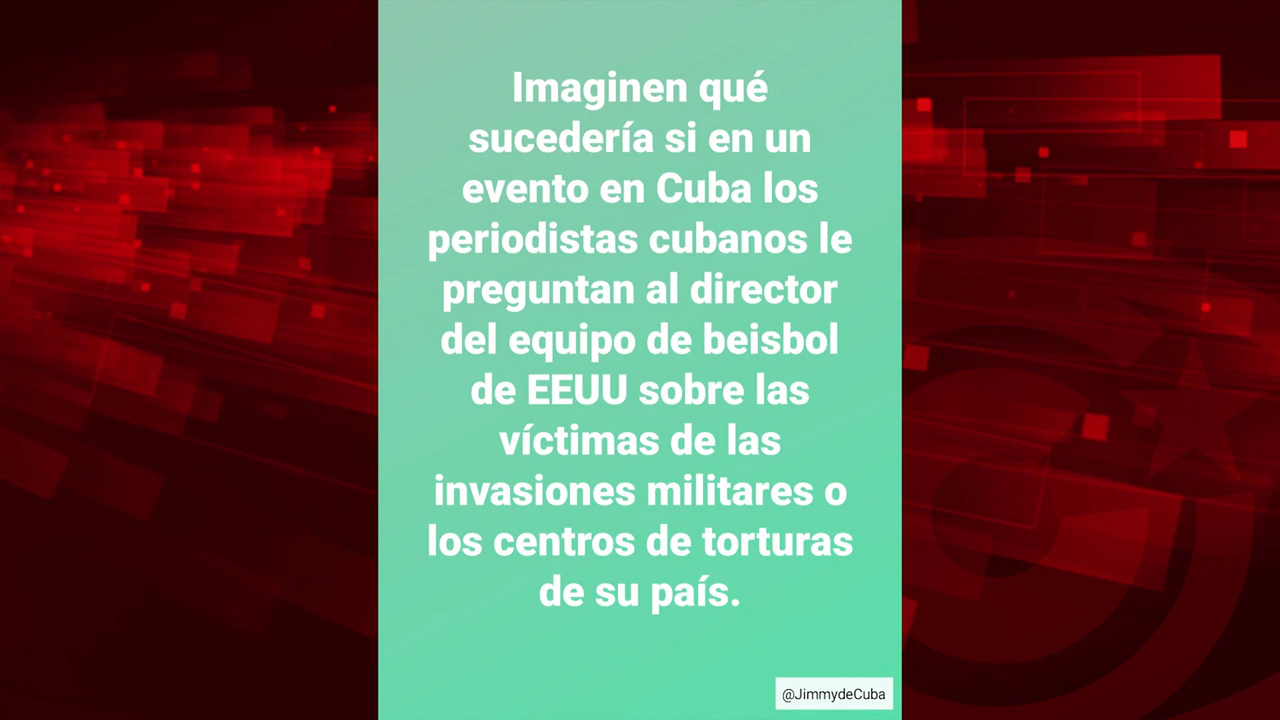 Imaginen qué
sucedería si en un
evento en Cuba los
periodistas cubanos le
preguntan al director
del equipo de beisbol
de EEUU sobre las
víctimas de las
invasiones militares o
los centros de torturas
de su país.
@JimmydeCuba